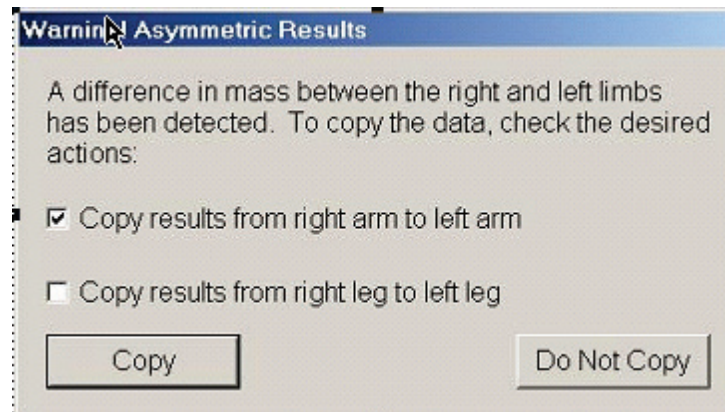 Warning! Asymmetric Results
A difference in mass between the right and left limbs
has been detected. To copy the data, check the desired
actions:
Copy results from right arm to left arm
Copy results from right leg to left leg
Copy
Do Not Copy